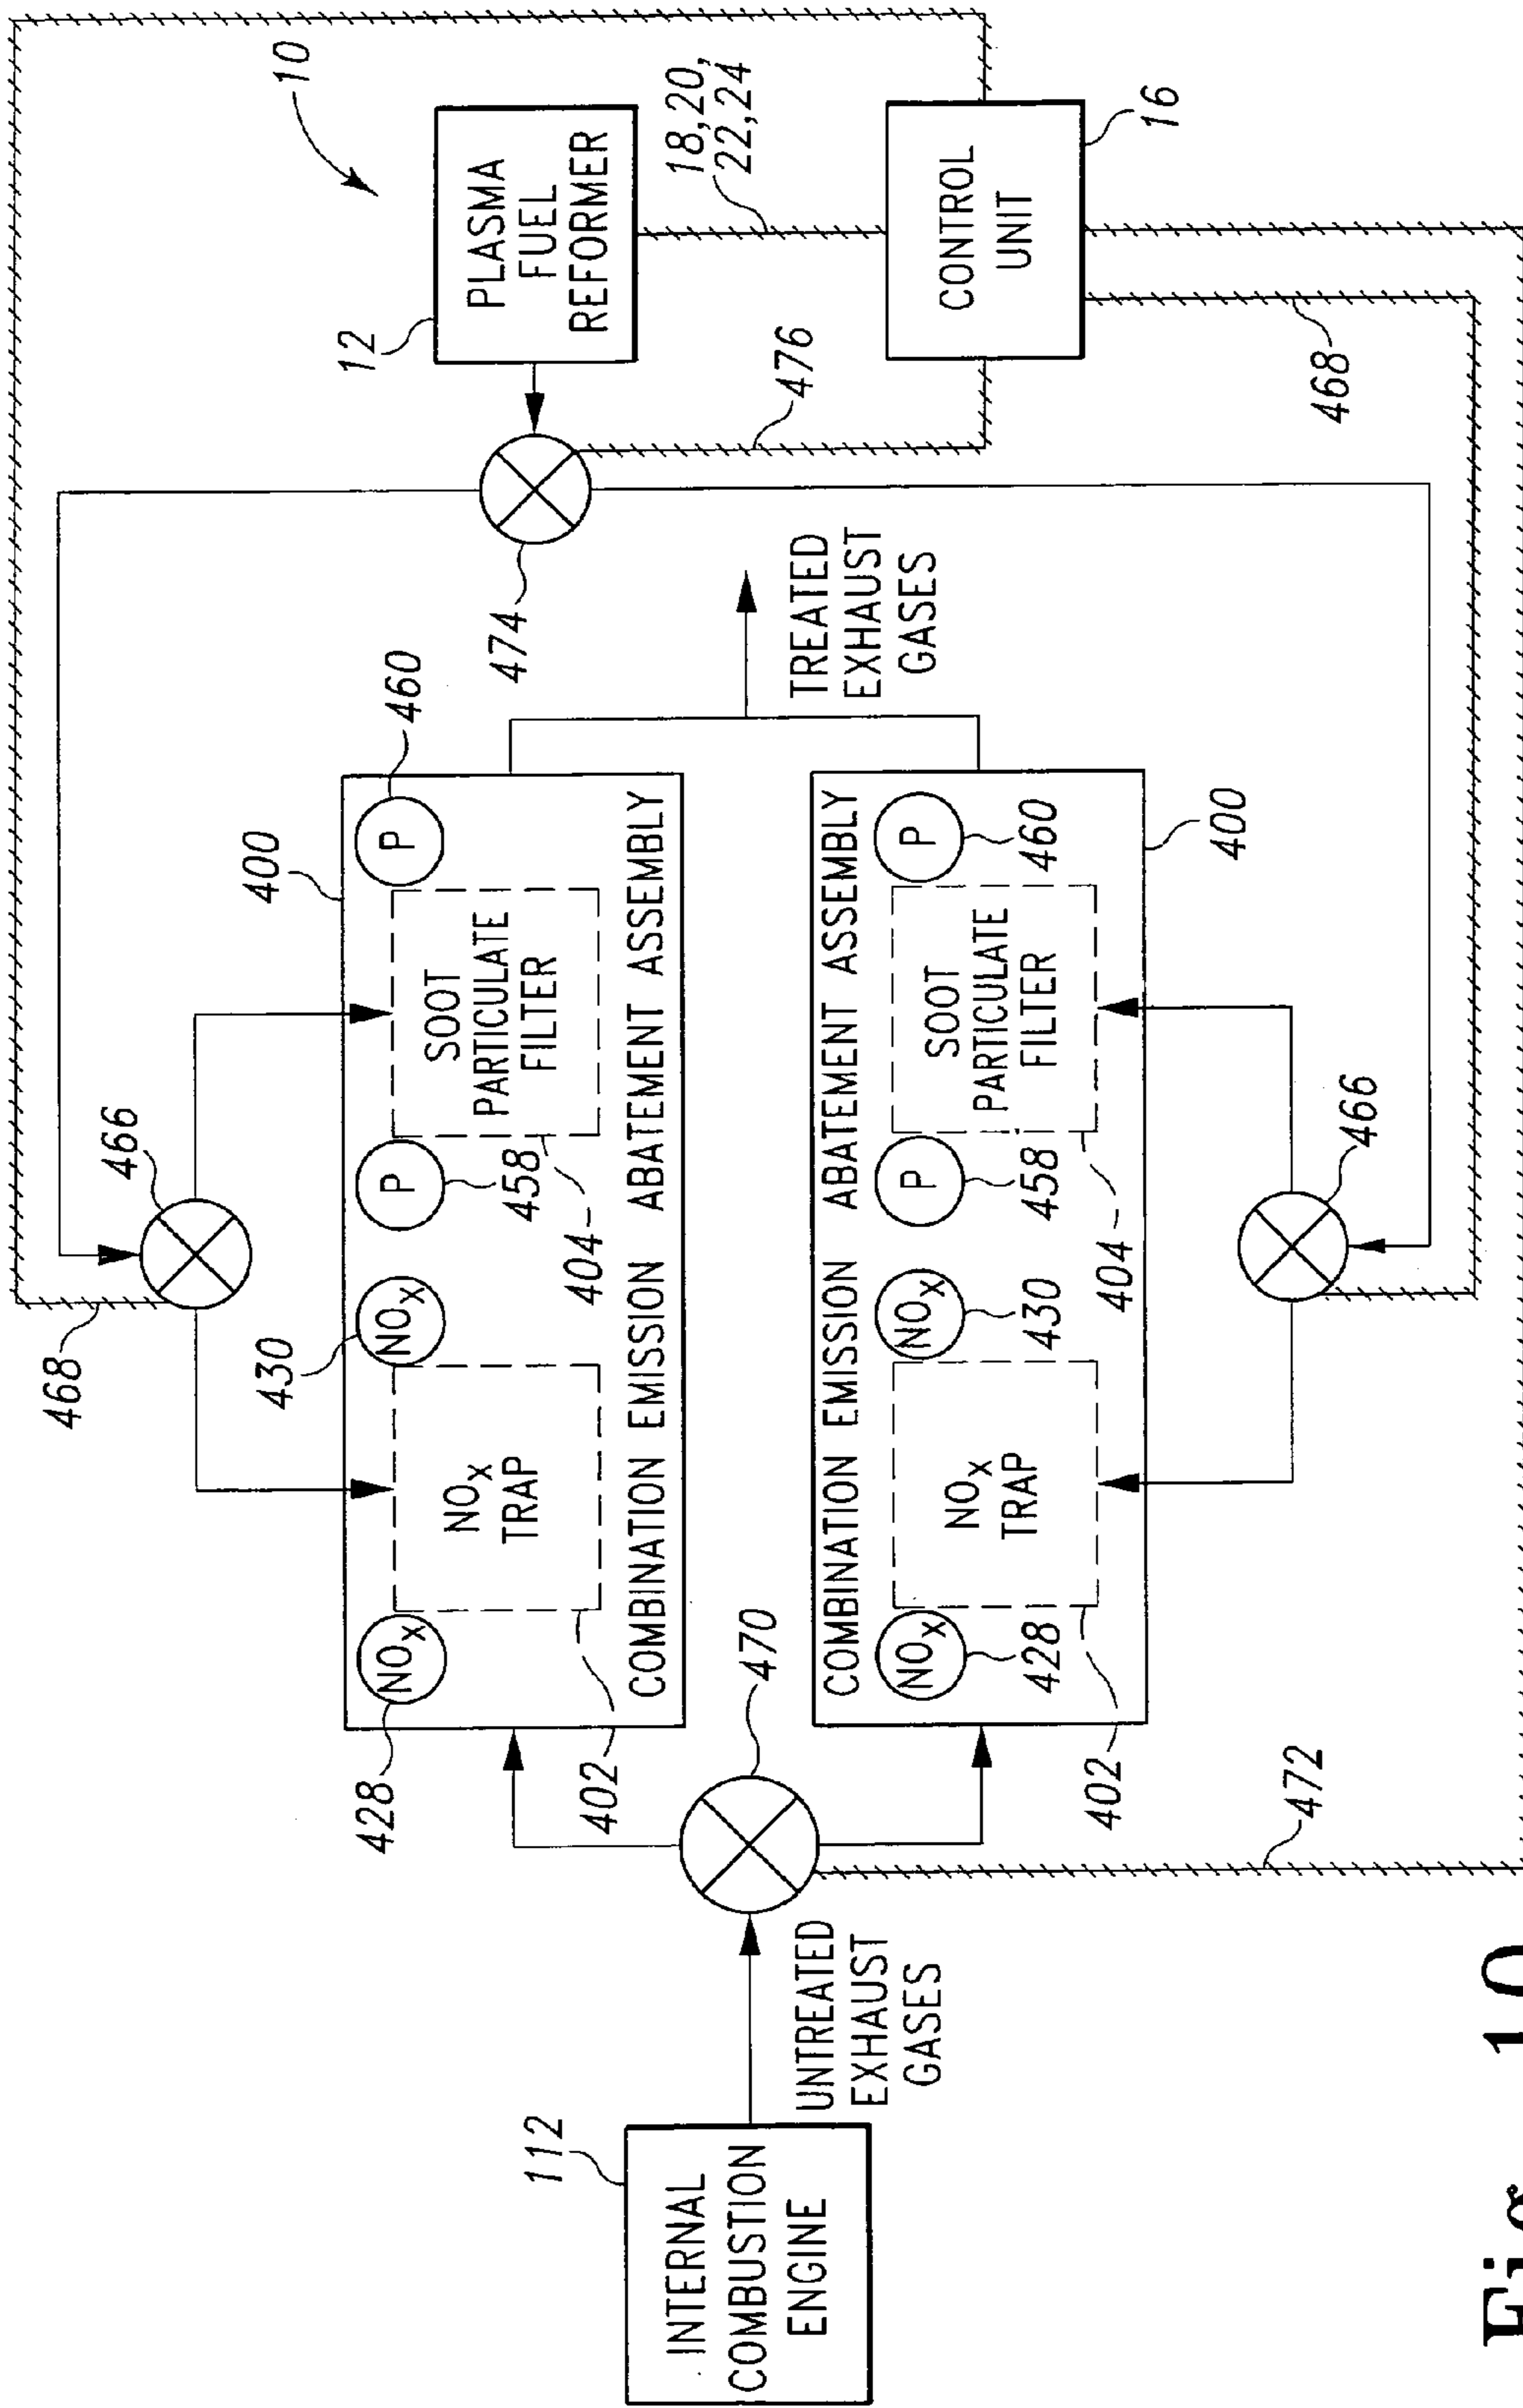 10
PLASMA
FUEL
REFORMER
12
18,20,
22,24
CONTROL
UNIT
16
476
474
468
466
468
466
TREATED
EXHAUST
GASES
400
460
P
SOOT
PARTICULATE
FILTER
P
458
404
430
NOX
NOX
TRAP
NOX
428
402
COMBINATION EMISSION ABATEMENT ASSEMBLY
COMBINATION EMISSION ABATEMENT ASSEMBLY
400
460
P
SOOT
PARTICULATE
FILTER
P
458
404
430
NOX
NOX
TRAP
NOX
428
402
470
472
UNTREATED
EXHAUST
GASES
112
INTERNAL
COMBUSTION
ENGINE
Fig. 10